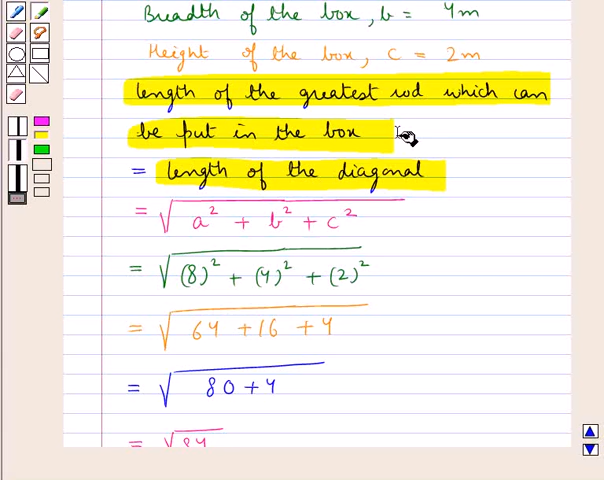 Breadth of the box, b = 4m
Height of the box, c = 2m
length of the greatest rod which can
be put in the box
= length of the diagonal
= √a² + b² + c²
= √(8)² + (4)² + (2)²
= √64 + 16 + 4
= √80 + 4
= √84